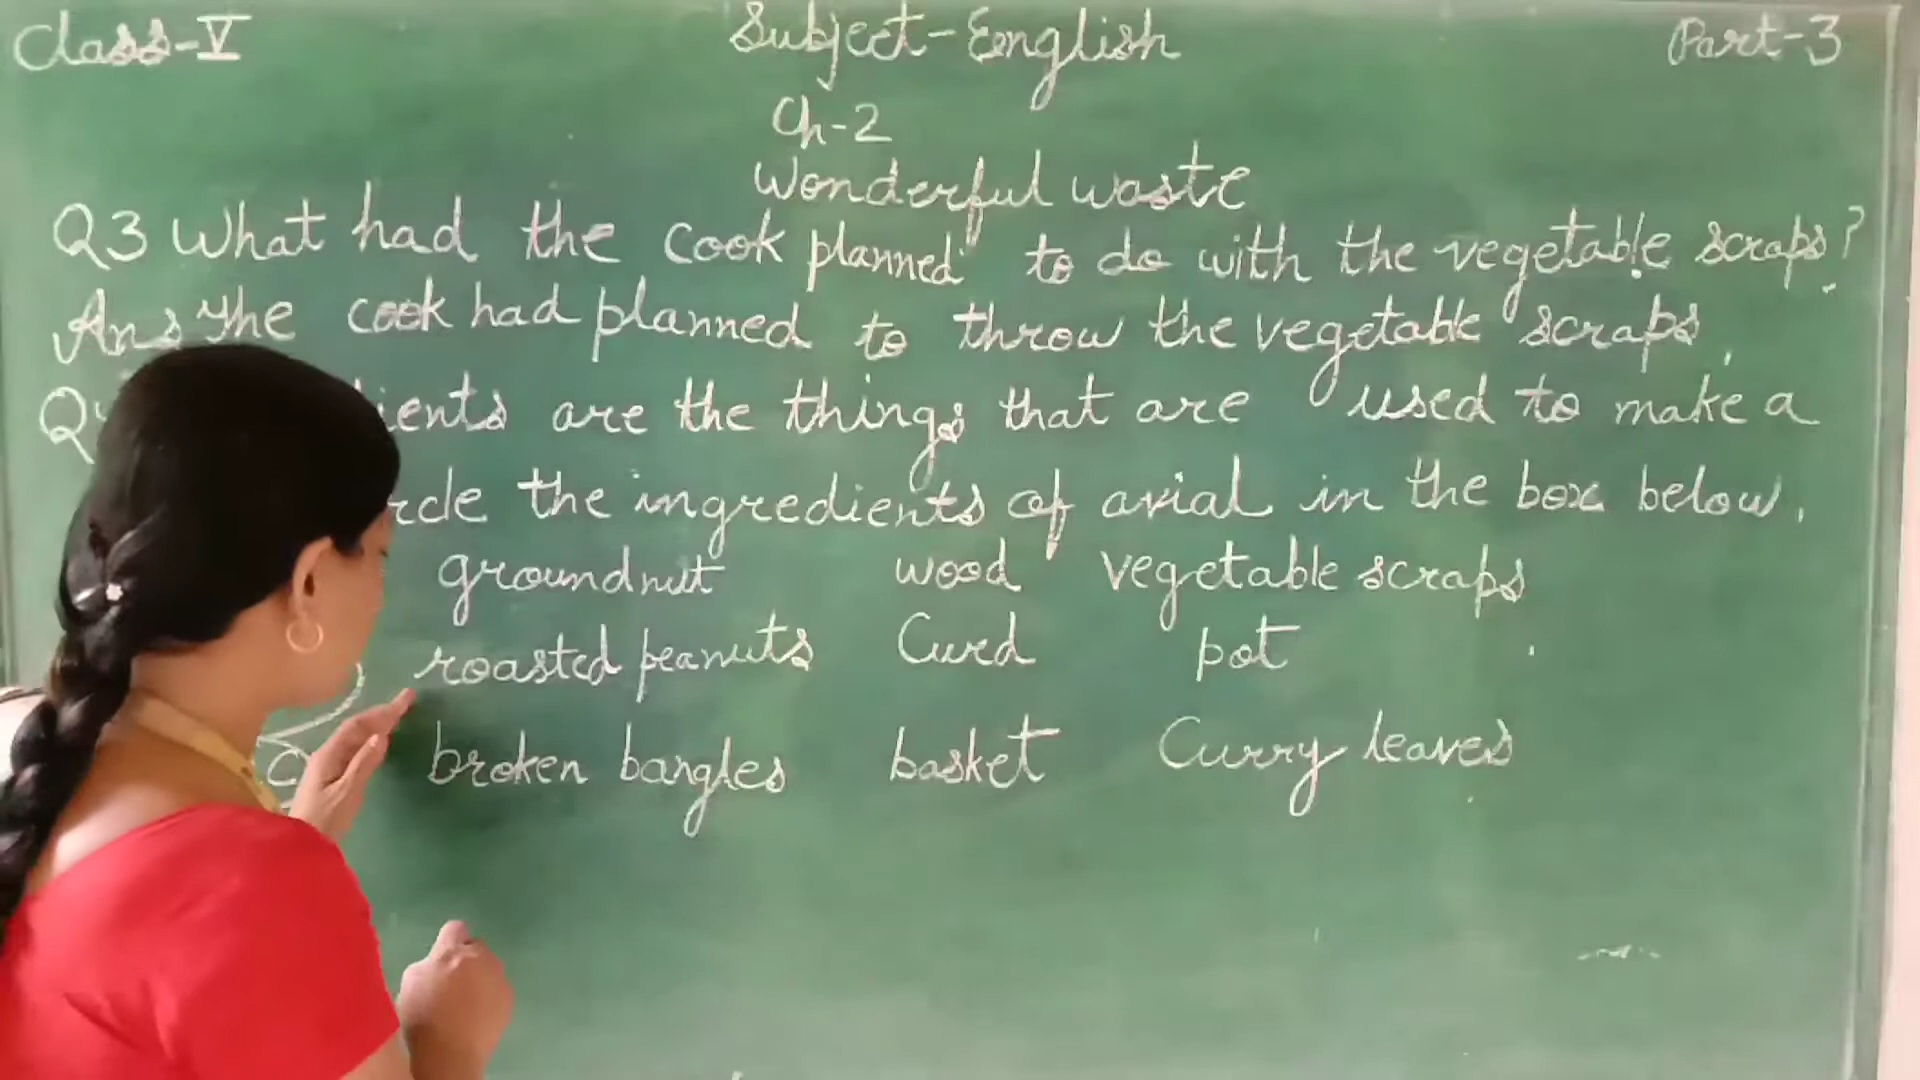 Class-V Subject-English Part-3
Ch-2
Wonderful waste
Q3 What had the cook planned to do with the vegetable scraps?
Ans The cook had planned to throw the vegetable scraps.
are the things that are used to make a
the ingredients of avial in the box below.
groundnut wood vegetable scraps
roasted peanuts Curd pot
broken bangles basket Curry leaves